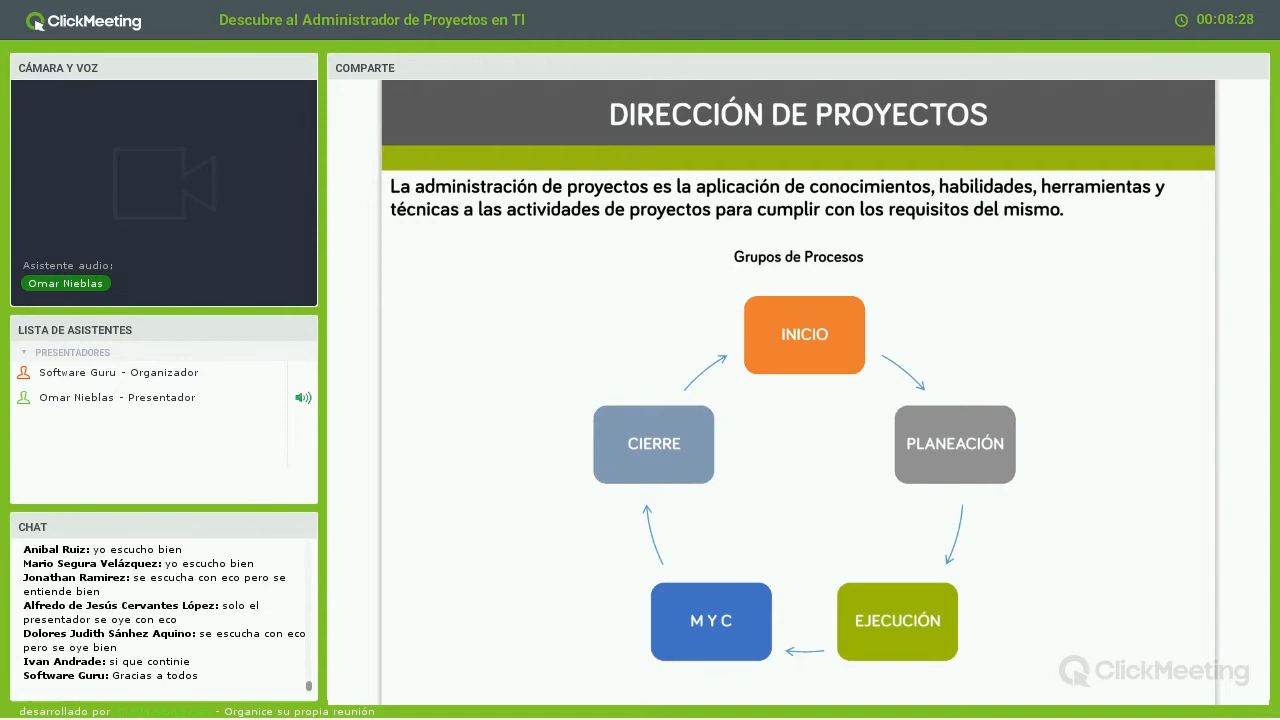 ClickMeeting
Descubre al Administrador de Proyectos en TI
00:08:28
CÁMARA Y VOZ
Asistente audio:
Omar Nieblas
LISTA DE ASISTENTES
PRESENTADORES
Software Guru - Organizador
Omar Nieblas - Presentador
CHAT
Anibal Ruiz: yo escucho bien
Mario Segura Velázquez: yo escucho bien
Jonathan Ramirez: se escucha con eco pero se
entiende bien
Alfredo de Jesús Cervantes López: solo el
presentador se oye con eco
Dolores Judith Sánhez Aquino: se escucha con eco
pero se oye bien
Ivan Andrade: si que continie
Software Guru: Gracias a todos
desarrollado por
- Organice su propia reunión
COMPARTE
DIRECCIÓN DE PROYECTOS
La administración de proyectos es la aplicación de conocimientos, habilidades, herramientas y
técnicas a las actividades de proyectos para cumplir con los requisitos del mismo.
Grupos de Procesos
INICIO
PLANEACIÓN
EJECUCIÓN
M Y C
CIERRE
ClickMeeting